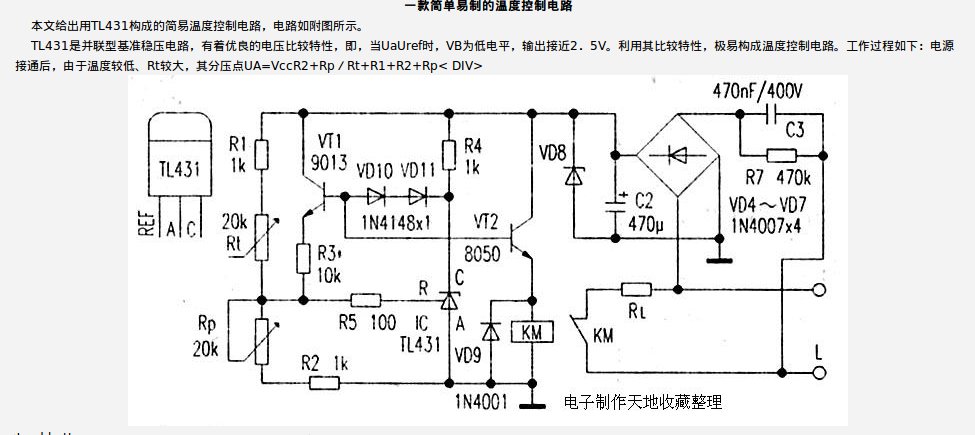 一款简单易制的温度控制电路
本文给出用TL431构成的简易温度控制电路，电路如附图所示。
TL431是并联型基准稳压电路，有着优良的电压比较特性，即，当UaUref时，VB为低电平，输出接近2．5V。利用其比较特性，极易构成温度控制电路。工作过程如下：电源
接通后，由于温度较低、Rt较大，其分压点UA=VccR2+Rp／Rt+R1+R2+Rp< DIV>
470nF/400V
C3
R7 470k
VD4～VD7
1N4007x4
TL431
REF
A
C
R1
1k
VT1
9013
VD10 VD11
1N4148x1
R4
1k
VD8
C2
470μ
20k
Rt
R3
10k
VT2
8050
R
C
R5 100
IC
A
TL431
Rp
20k
R2 1k
VD9
1N4001
KM
RL
KM
L
电子制作天地收藏整理